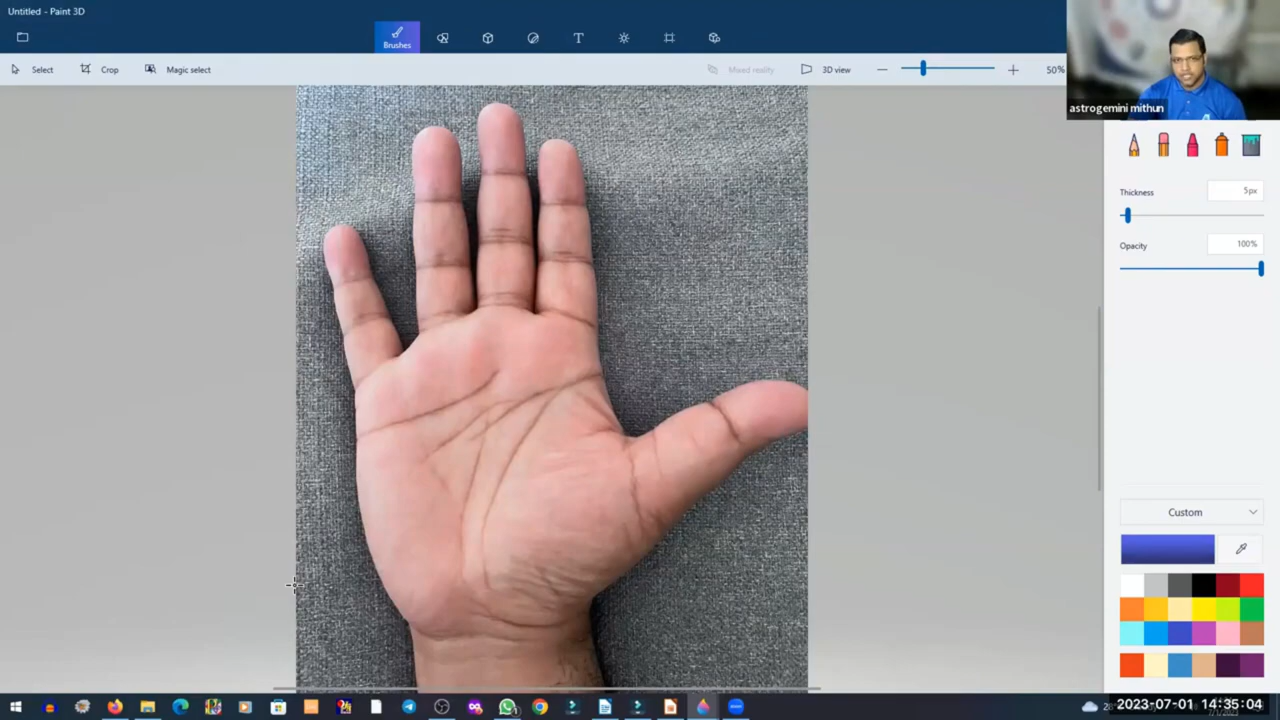 Untitled - Paint 3D
Brushes
Select
Crop
Magic select
Mixed reality
3D view
50%
astrogemini mithun
Thickness
5px
Opacity
100%
Custom
2023-07-01 14:35:04